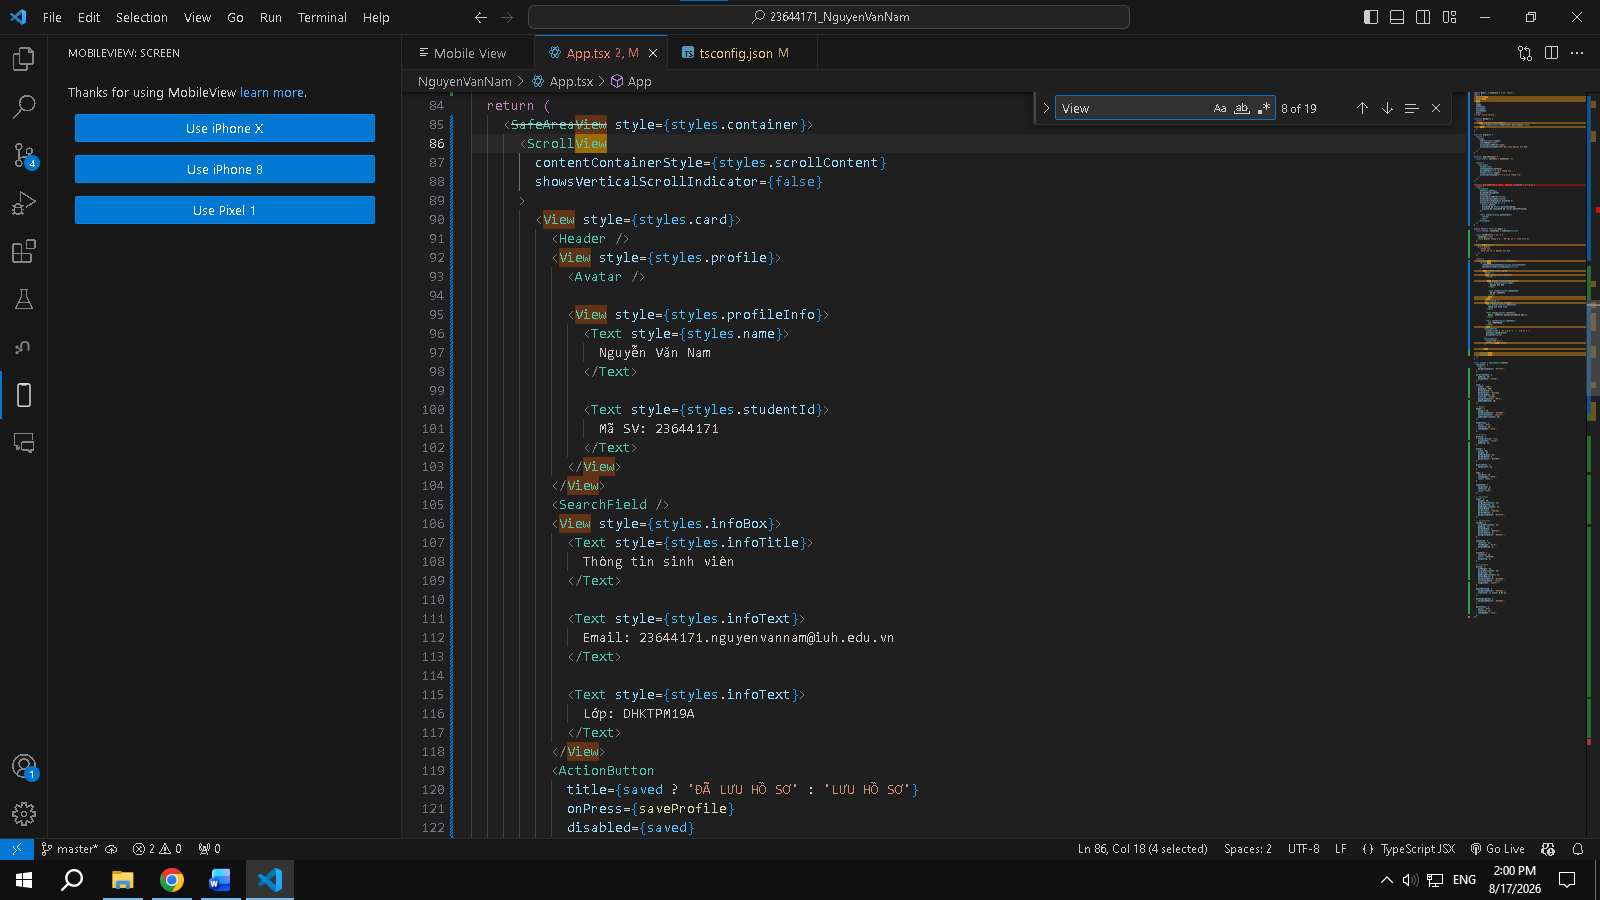 File Edit Selection View Go Run Terminal Help
23644171_NguyenVanNam
MOBILEVIEW: SCREEN
Thanks for using MobileView learn more.
Use iPhone X
Use iPhone 8
Use Pixel 1
4
1
Mobile View
App.tsx 2, M
tsconfig.json M
NguyenVanNam > App.tsx > App
View
Aa ab .*
8 of 19
84 return (
85 <SafeAreaView style={styles.container}>
86 <ScrollView
87 contentContainerStyle={styles.scrollContent}
88 showsVerticalScrollIndicator={false}
89 >
90 <View style={styles.card}>
91 <Header />
92 <View style={styles.profile}>
93 <Avatar />
94
95 <View style={styles.profileInfo}>
96 <Text style={styles.name}>
97 Nguyễn Văn Nam
98 </Text>
99
100 <Text style={styles.studentId}>
101 Mã SV: 23644171
102 </Text>
103 </View>
104 </View>
105 <SearchField />
106 <View style={styles.infoBox}>
107 <Text style={styles.infoTitle}>
108 Thông tin sinh viên
109 </Text>
110
111 <Text style={styles.infoText}>
112 Email: 23644171.nguyenvannam@iuh.edu.vn
113 </Text>
114
115 <Text style={styles.infoText}>
116 Lớp: DHKTPM19A
117 </Text>
118 </View>
119 <ActionButton
120 title={saved ? "ĐÃ LƯU HỒ SƠ" : "LƯU HỒ SƠ"}
121 onPress={saveProfile}
122 disabled={saved}
master* 2 0 0
Ln 86, Col 18 (4 selected) Spaces: 2 UTF-8 LF {} TypeScript JSX Go Live
ENG
2:00 PM
8/17/2026